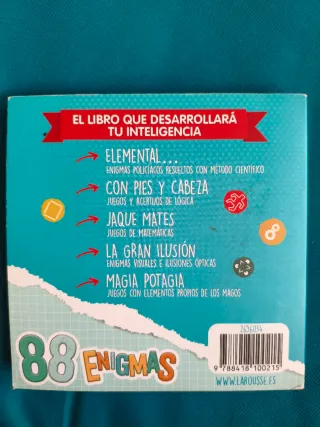 EL LIBRO QUE DESARROLLARÁ
TU INTELIGENCIA
ELEMENTAL...
ENIGMAS POLICÍACOS RESUELTOS CON MÉTODO CIENTÍFICO
CON PIES Y CABEZA
JUEGOS Y ACERTIJOS DE LÓGICA
JAQUE MATES
JUEGOS DE MATEMÁTICAS
LA GRAN ILUSIÓN
ENIGMAS VISUALES E ILUSIONES ÓPTICAS
MAGIA POTAGIA
JUEGOS CON ELEMENTOS PROPIOS DE LOS MAGOS
88 ENIGMAS
2636034
9 788416 100215
WWW.LAROUSSE.ES